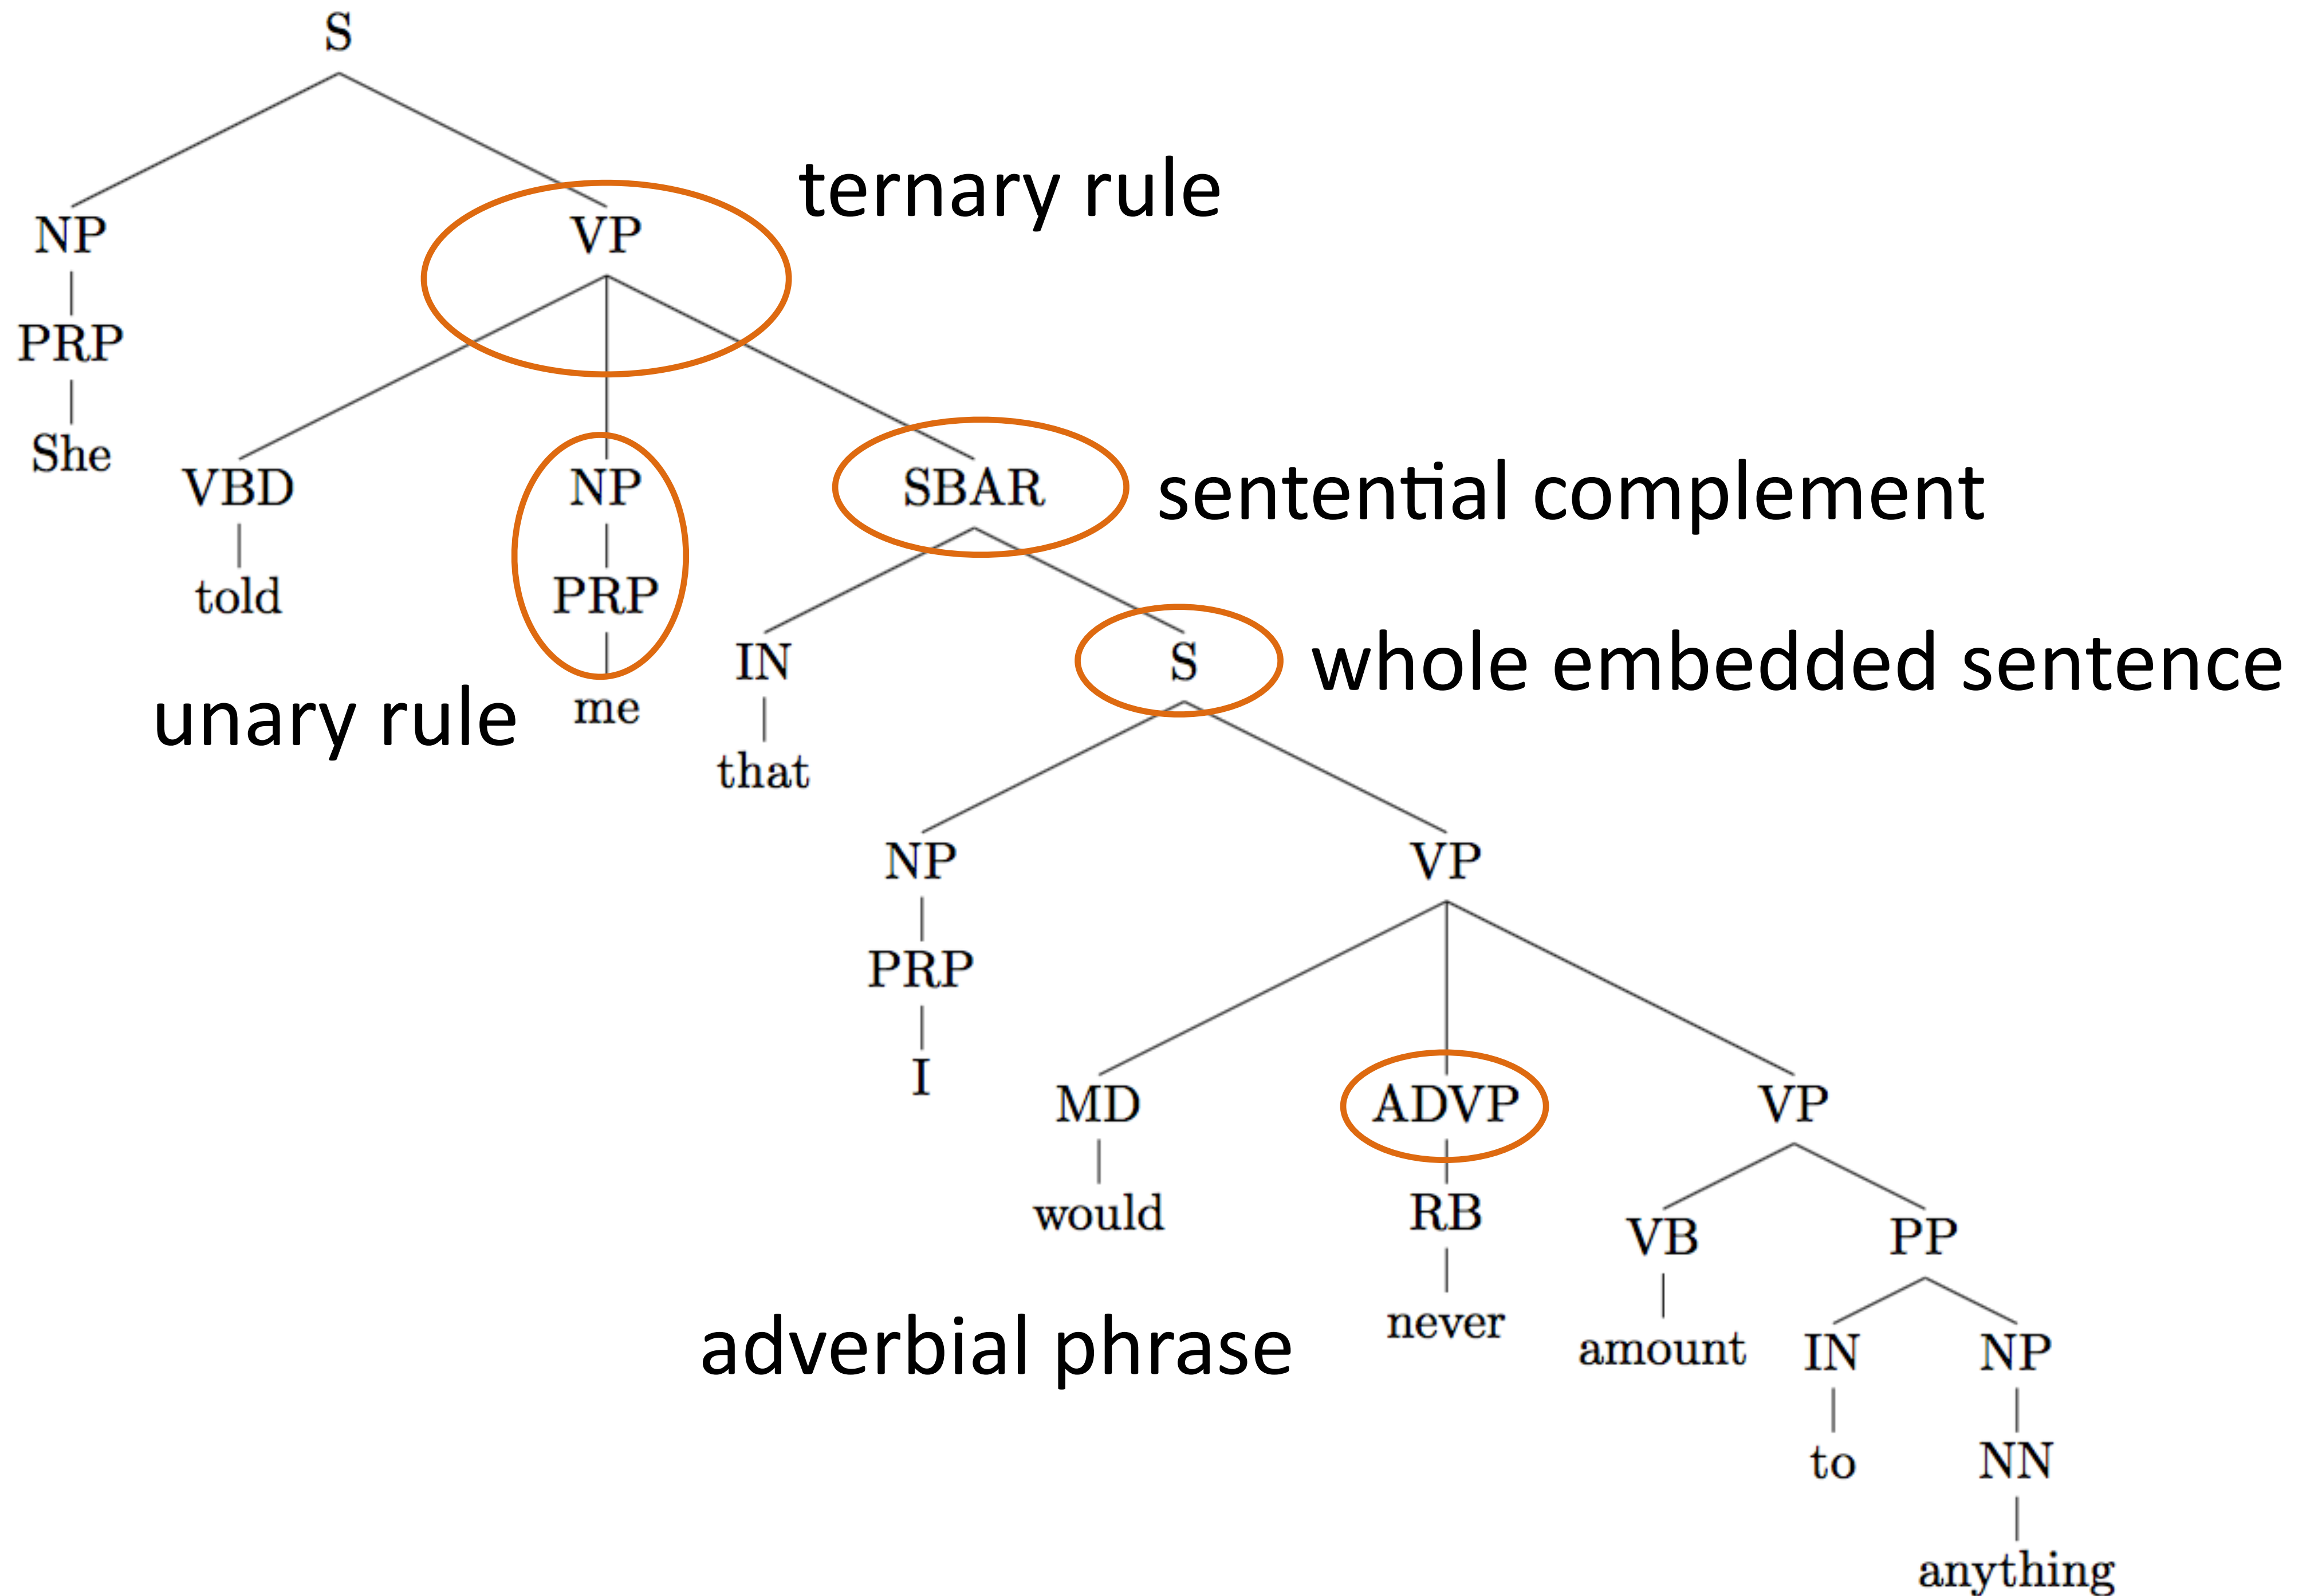 S
ternary rule
NP VP
PRP
She
VBD NP SBAR sentential complement
told PRP
IN S whole embedded sentence
unary rule me
that
NP VP
PRP
I
MD ADVP VP
would RB
VB PP
never
adverbial phrase
amount IN NP
to NN
anything